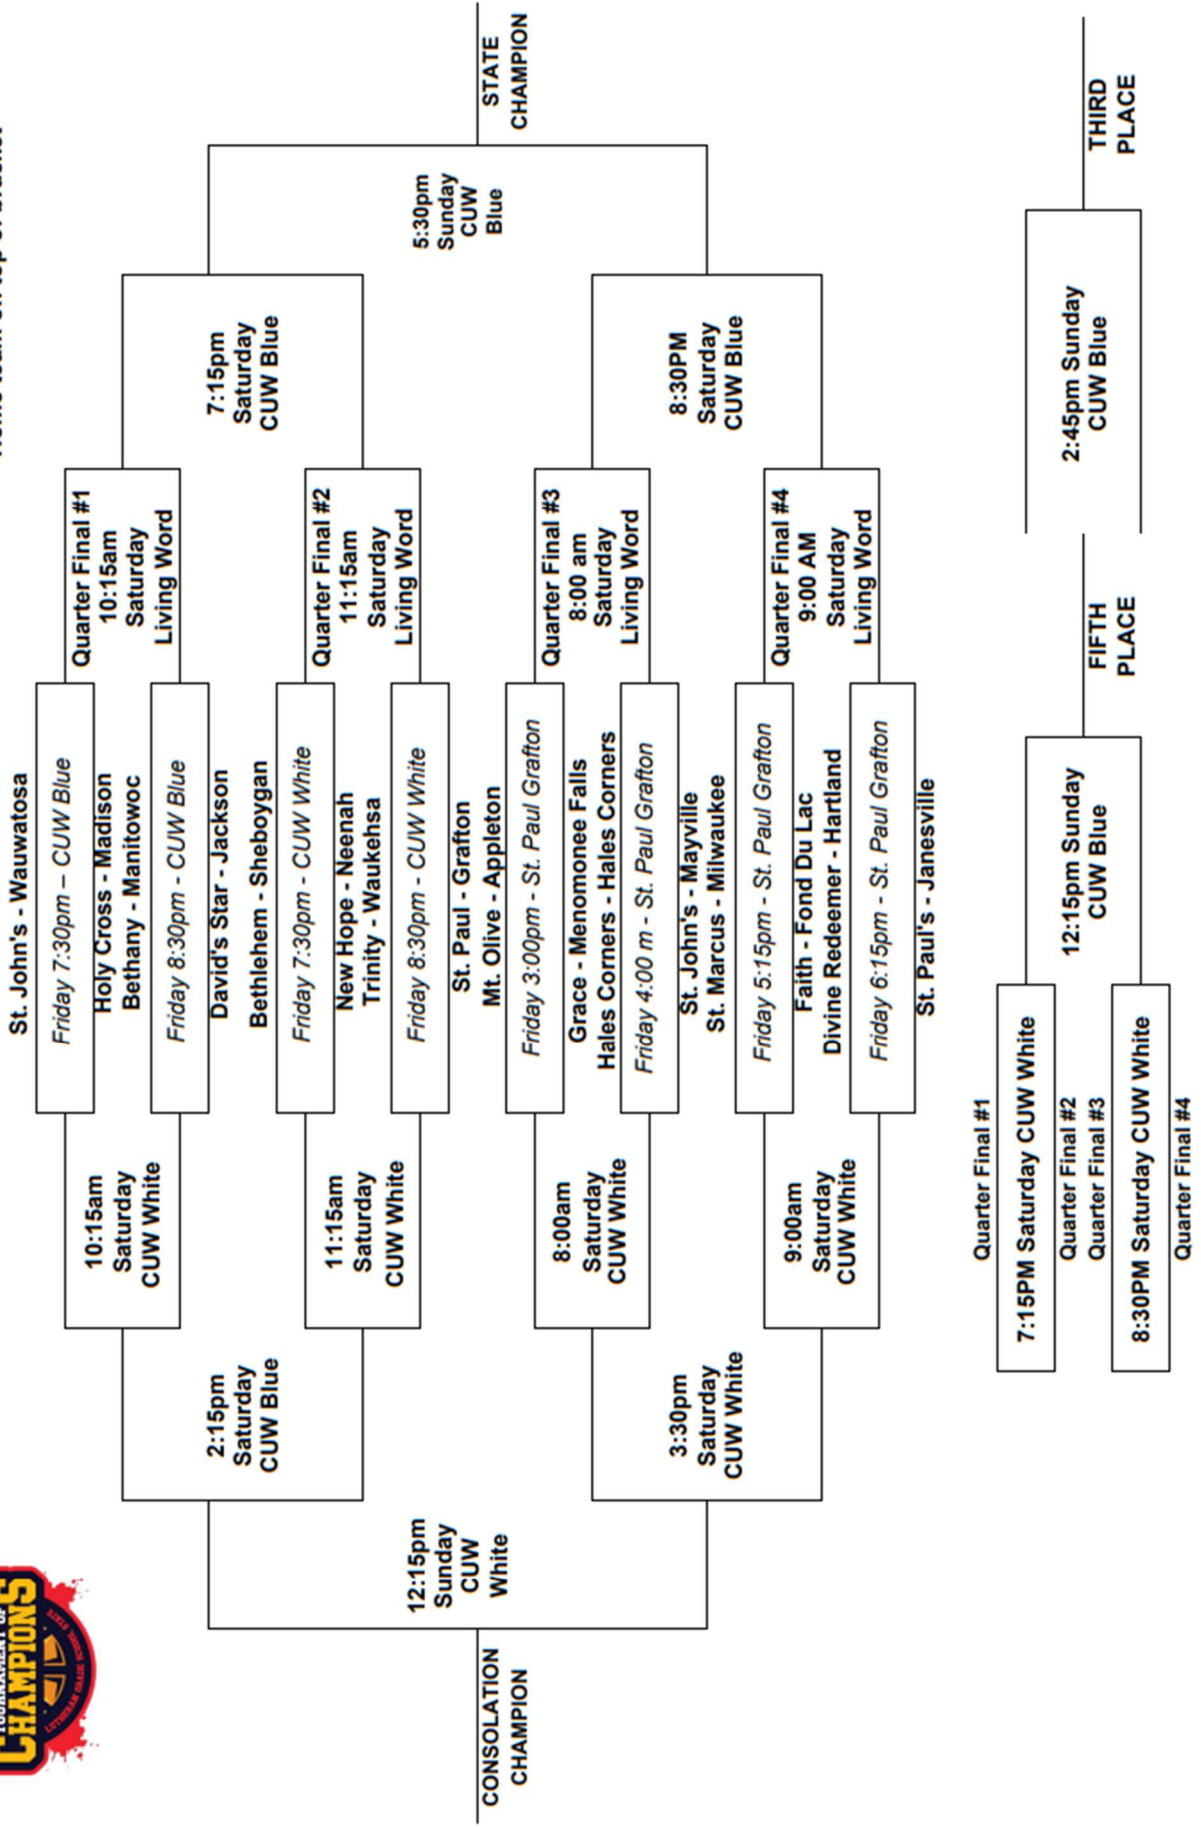 TOURNAMENT OF
CHAMPIONS
LUTHERAN GRADE SCHOOL STATE
CONSOLATION
CHAMPION
12:15pm
Sunday
CUW
White
2:15pm
Saturday
CUW Blue
3:30pm
Saturday
CUW White
10:15am
Saturday
CUW White
11:15am
Saturday
CUW White
8:00am
Saturday
CUW White
9:00am
Saturday
CUW White
St. John's - Wauwatosa
Friday 7:30pm – CUW Blue
Holy Cross - Madison
Bethany - Manitowoc
Friday 8:30pm - CUW Blue
David's Star - Jackson
Bethlehem - Sheboygan
Friday 7:30pm - CUW White
New Hope - Neenah
Trinity - Waukehsa
Friday 8:30pm - CUW White
St. Paul - Grafton
Mt. Olive - Appleton
Friday 3:00pm - St. Paul Grafton
Grace - Menomonee Falls
Hales Corners - Hales Corners
Friday 4:00 m - St. Paul Grafton
St. John's - Mayville
St. Marcus - Milwaukee
Friday 5:15pm - St. Paul Grafton
Faith - Fond Du Lac
Divine Redeemer - Hartland
Friday 6:15pm - St. Paul Grafton
St. Paul's - Janesville
Quarter Final #1
10:15am
Saturday
Living Word
Quarter Final #2
11:15am
Saturday
Living Word
Quarter Final #3
8:00 am
Saturday
Living Word
Quarter Final #4
9:00 AM
Saturday
Living Word
7:15pm
Saturday
CUW Blue
8:30PM
Saturday
CUW Blue
5:30pm
Sunday
CUW
Blue
STATE
CHAMPION
Quarter Final #1
7:15PM Saturday CUW White
Quarter Final #2
Quarter Final #3
8:30PM Saturday CUW White
Quarter Final #4
12:15pm Sunday
CUW Blue
FIFTH
PLACE
2:45pm Sunday
CUW Blue
THIRD
PLACE